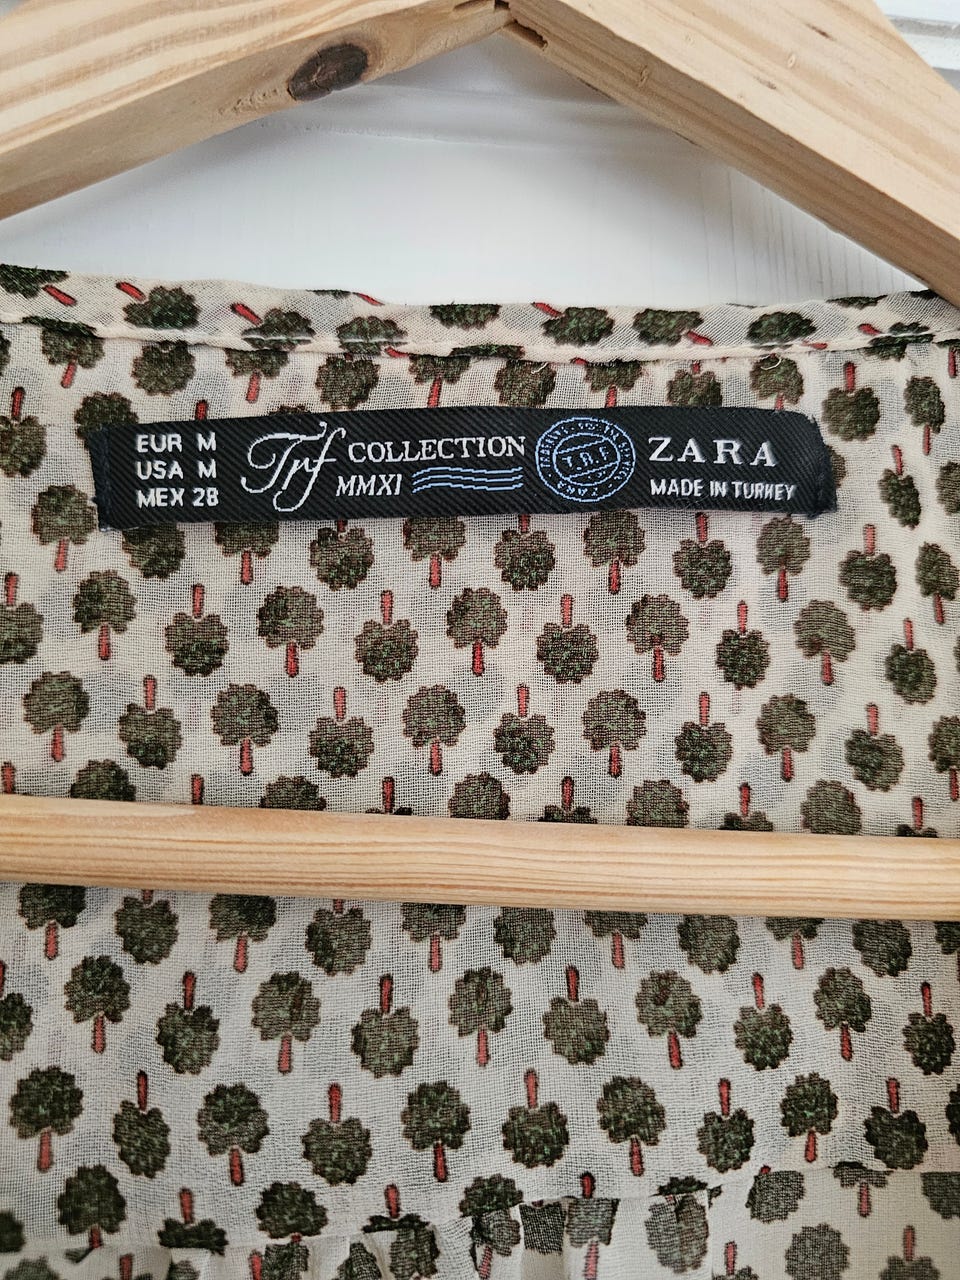 EUR M
USA M
MEX 28
Trf COLLECTION
MMXI
T.R.F
ZARA
MADE IN TURKEY